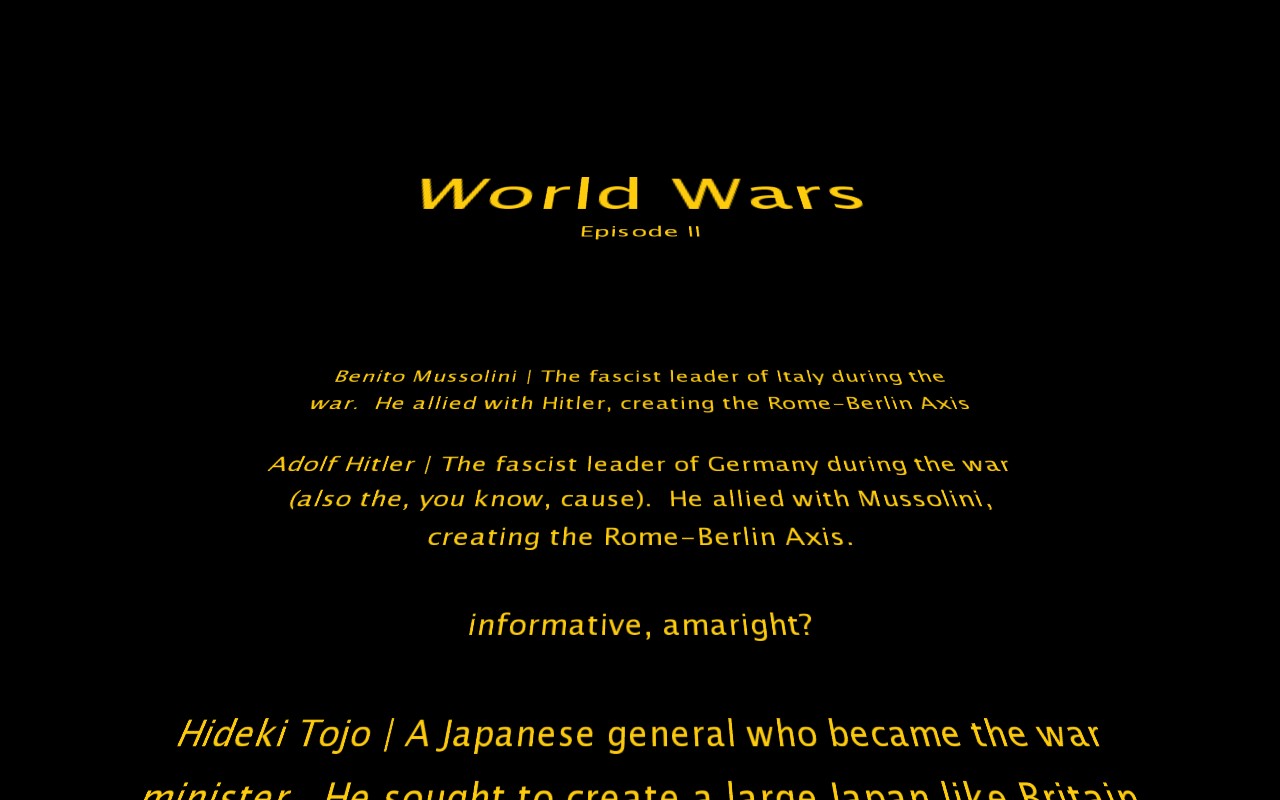 World Wars
Episode II
Benito Mussolini | The fascist leader of Italy during the
war.  He allied with Hitler, creating the Rome-Berlin Axis
Adolf Hitler | The fascist leader of Germany during the war
(also the, you know, cause).  He allied with Mussolini,
creating the Rome-Berlin Axis.
informative, amaright?
Hideki Tojo | A Japanese general who became the war
minister.  He sought to create a large Japan like Britain